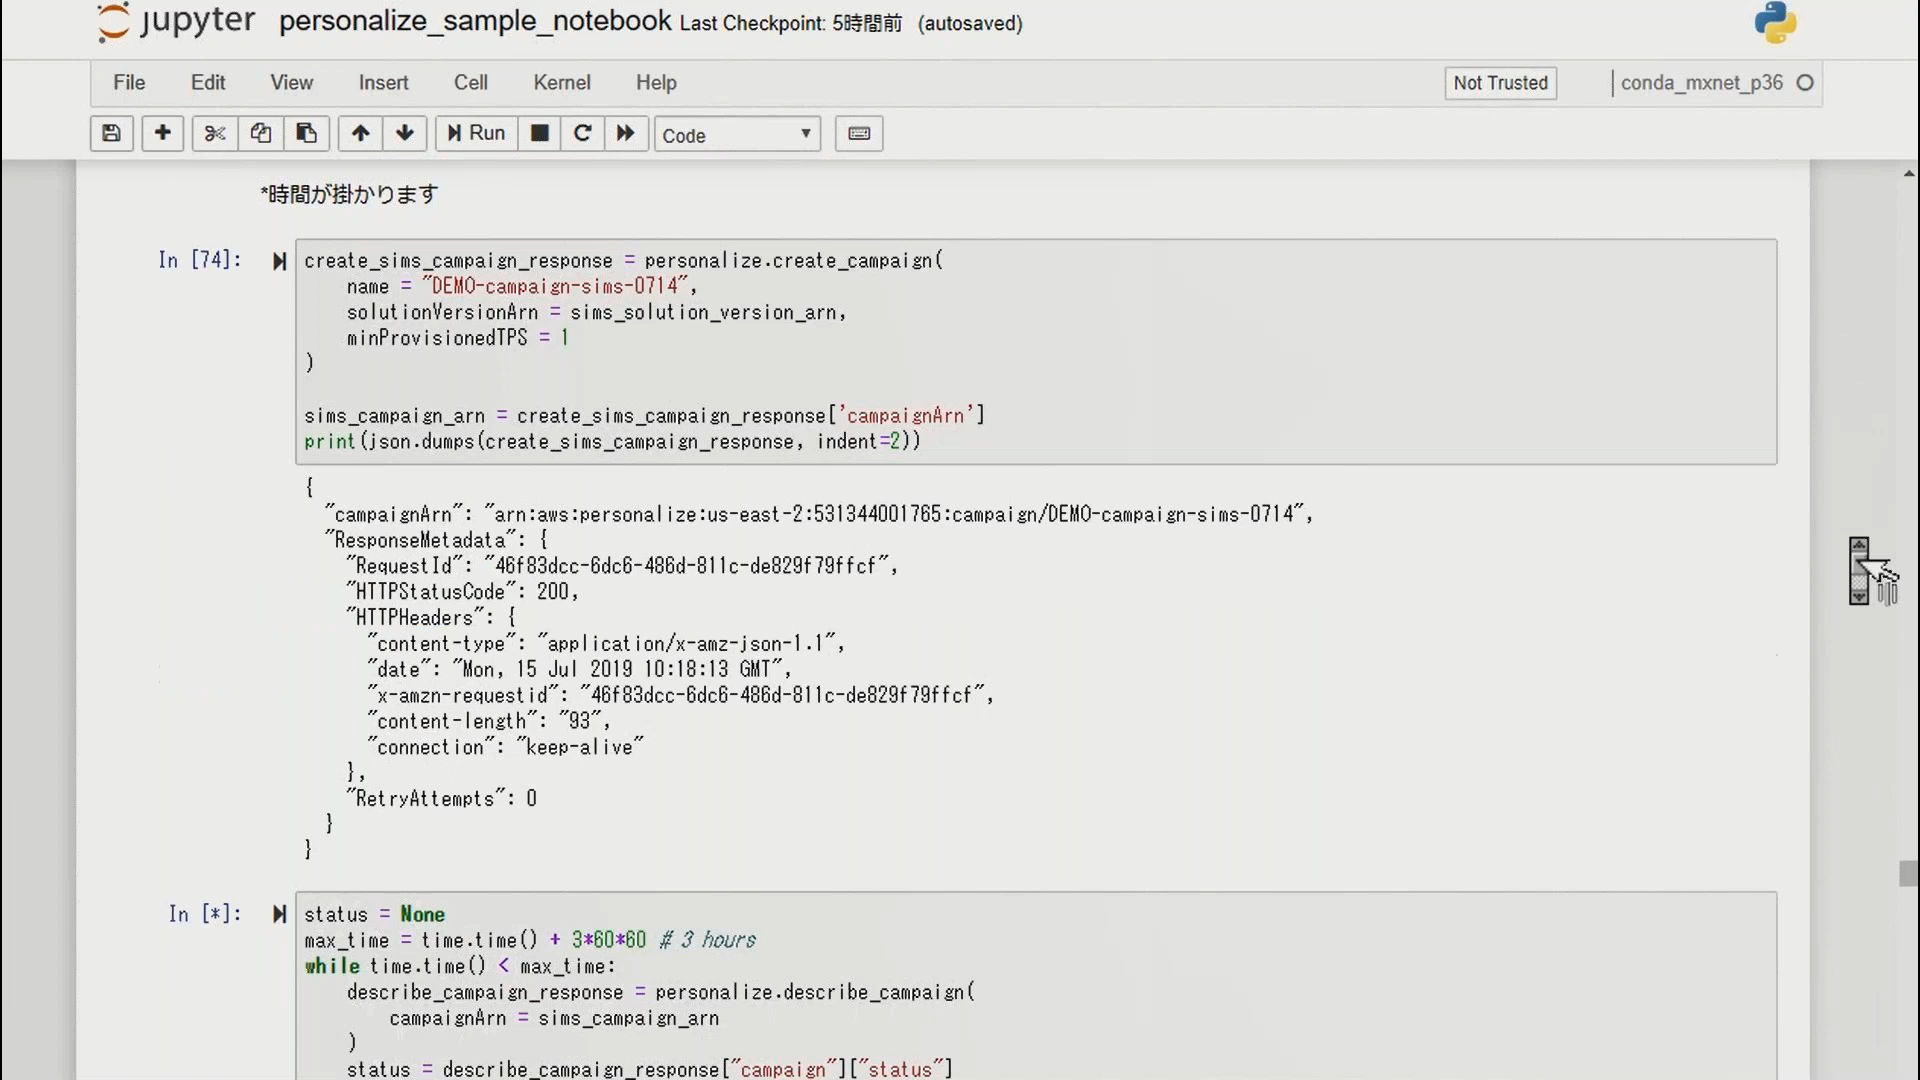 jupyter personalize_sample_notebook Last Checkpoint: 5時間前 (autosaved)
File Edit View Insert Cell Kernel Help Not Trusted conda_mxnet_p36
Run Code
*時間が掛かります
In [74]: create_sims_campaign_response = personalize.create_campaign(
name = "DEMO-campaign-sims-0714",
solutionVersionArn = sims_solution_version_arn,
minProvisionedTPS = 1
)
sims_campaign_arn = create_sims_campaign_response['campaignArn']
print(json.dumps(create_sims_campaign_response, indent=2))
{
"campaignArn": "arn:aws:personalize:us-east-2:531344001765:campaign/DEMO-campaign-sims-0714",
"ResponseMetadata": {
"RequestId": "46f83dcc-6dc6-486d-811c-de829f79ffcf",
"HTTPStatusCode": 200,
"HTTPHeaders": {
"content-type": "application/x-amz-json-1.1",
"date": "Mon, 15 Jul 2019 10:18:13 GMT",
"x-amzn-requestid": "46f83dcc-6dc6-486d-811c-de829f79ffcf",
"content-length": "93",
"connection": "keep-alive"
},
"RetryAttempts": 0
}
}
In [*]: status = None
max_time = time.time() + 3*60*60 # 3 hours
while time.time() < max_time:
describe_campaign_response = personalize.describe_campaign(
campaignArn = sims_campaign_arn
)
status = describe_campaign_response["campaign"]["status"]